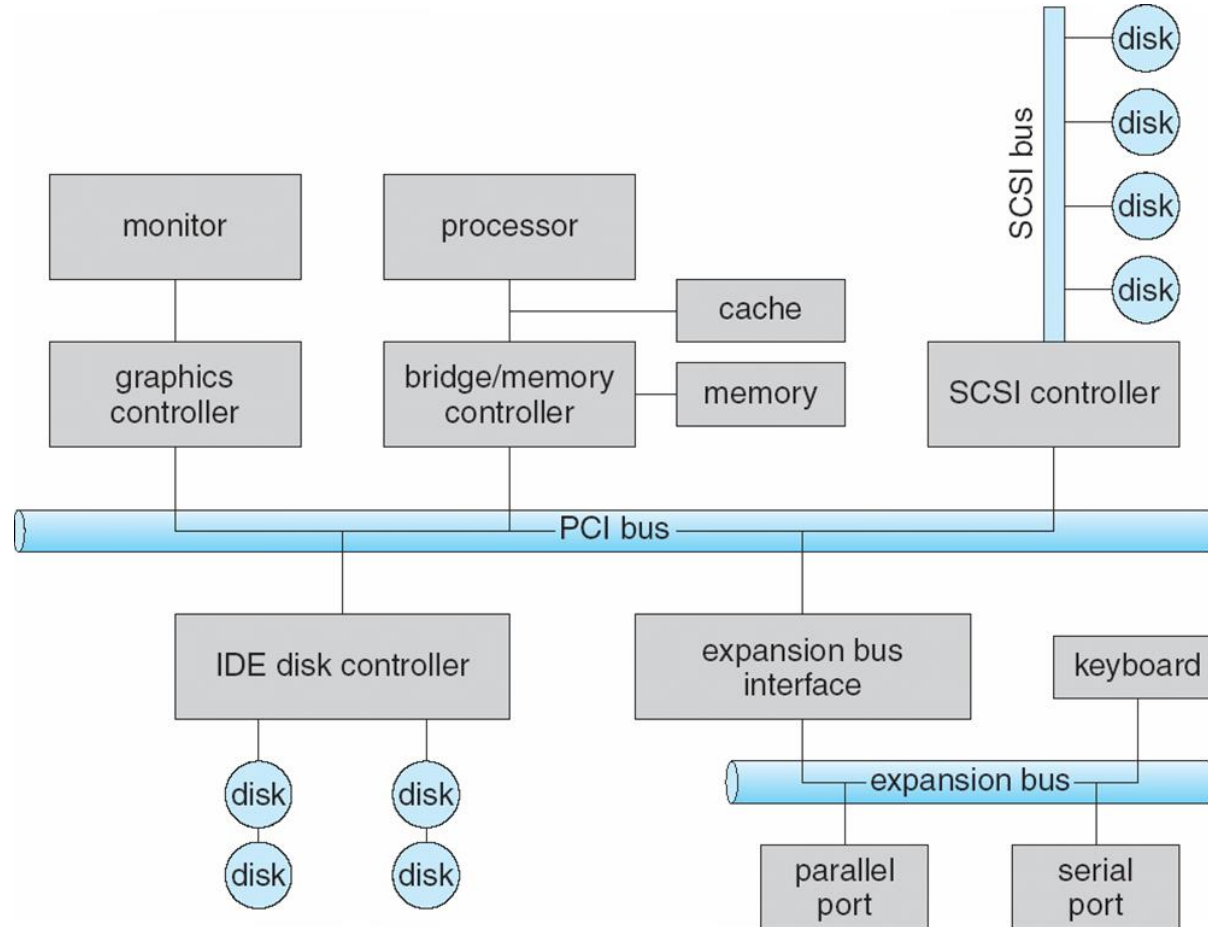 disk
disk
disk
disk
SCSI bus
monitor
processor
cache
graphics
controller
bridge/memory
controller
memory
SCSI controller
PCI bus
IDE disk controller
expansion bus
interface
keyboard
disk
disk
disk
disk
expansion bus
parallel
port
serial
port